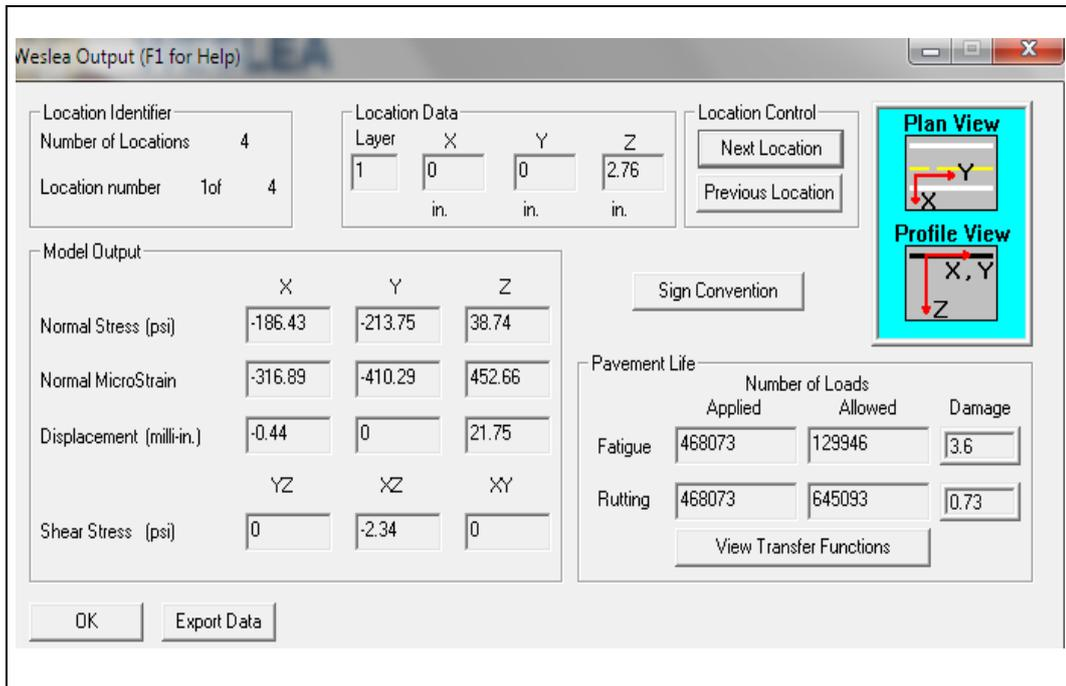 Weslea Output (F1 for Help)
Location Identifier
Number of Locations 4
Location number 1of 4
Location Data
Layer X Y Z
1 0 0 2.76
in. in. in.
Location Control
Next Location
Previous Location
Plan View
Y
X
Profile View
X, Y
Z
Model Output
X Y Z
Normal Stress (psi) -186.43 -213.75 38.74
Normal MicroStrain -316.89 -410.29 452.66
Displacement (milli-in.) -0.44 0 21.75
YZ XZ XY
Shear Stress (psi) 0 -2.34 0
Sign Convention
Pavement Life
Number of Loads
Applied Allowed Damage
Fatigue 468073 129946 3.6
Rutting 468073 645093 0.73
View Transfer Functions
OK
Export Data